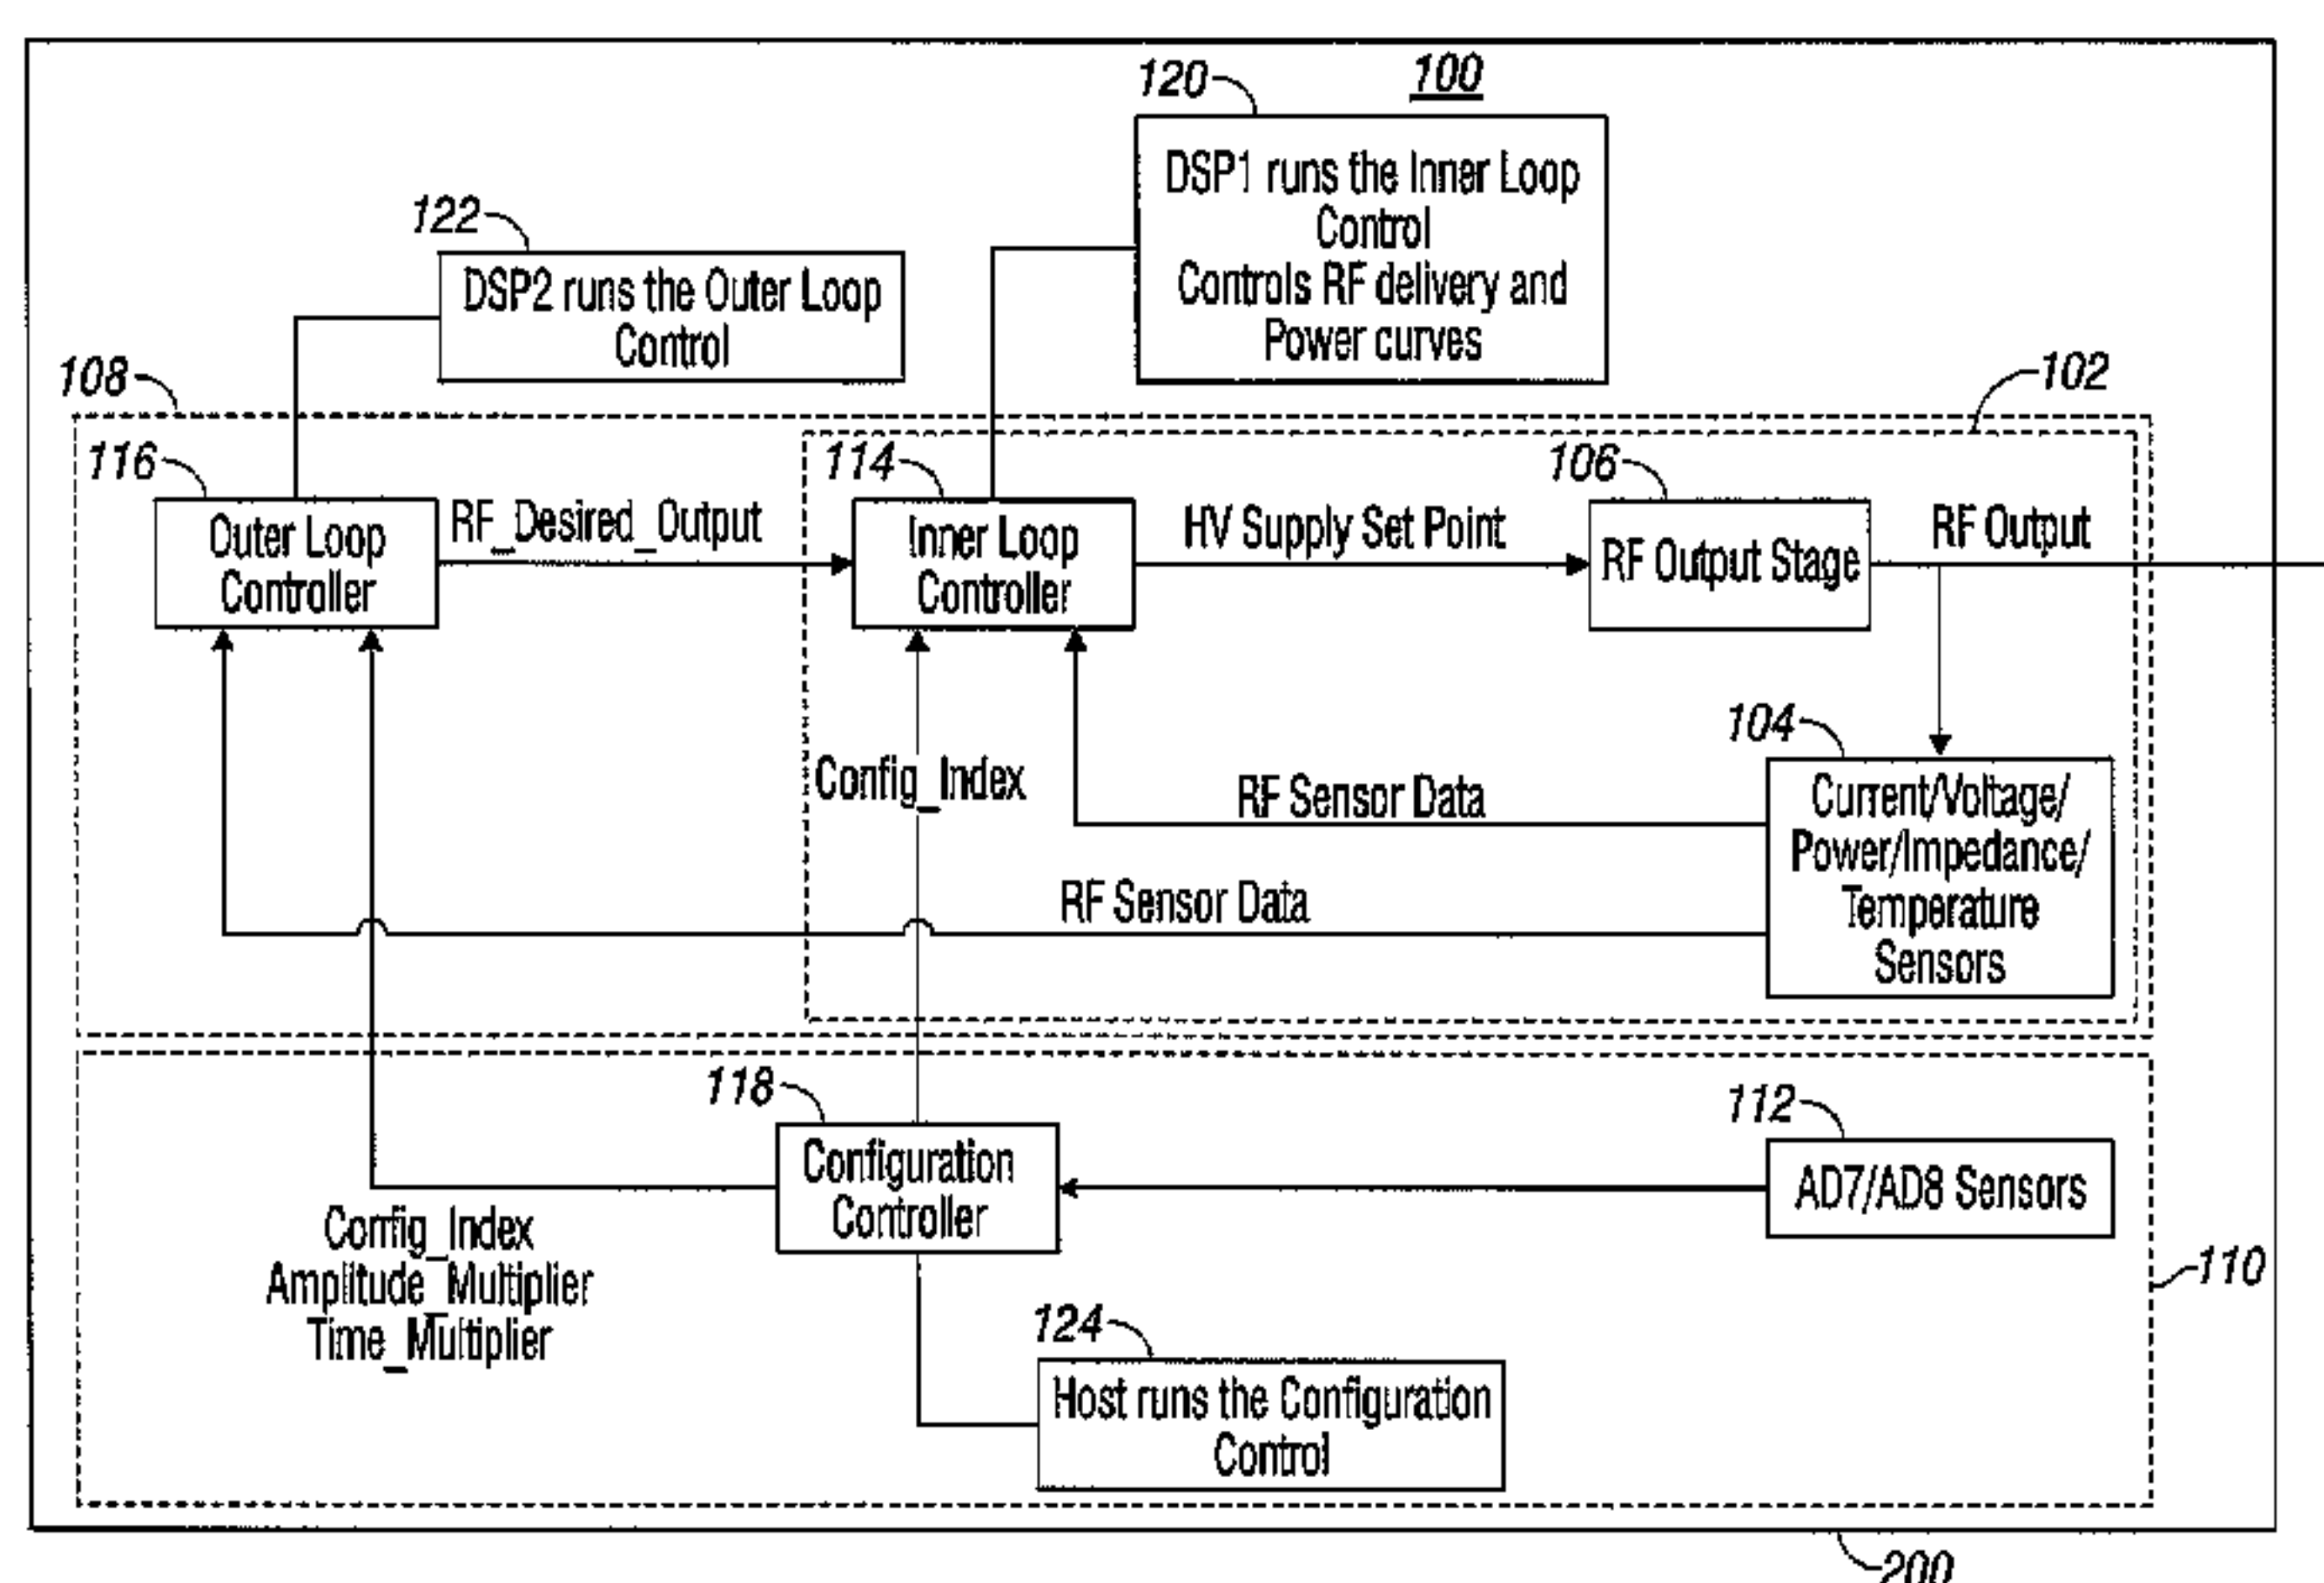 100
120
DSP1 runs the Inner Loop
Control
Controls RF delivery and
Power curves
122
DSP2 runs the Outer Loop
Control
108
102
116
Outer Loop
Controller
RF_Desired_Output
114
Inner Loop
Controller
HV Supply Set Point
106
RF Output Stage
RF Output
104
Current/Voltage/
Power/Impedance/
Temperature
Sensors
Config_Index
RF Sensor Data
RF Sensor Data
118
Configuration
Controller
112
AD7/AD8 Sensors
110
Config_Index
Amplitude_Multiplier
Time_Multiplier
124
Host runs the Configuration
Control
200